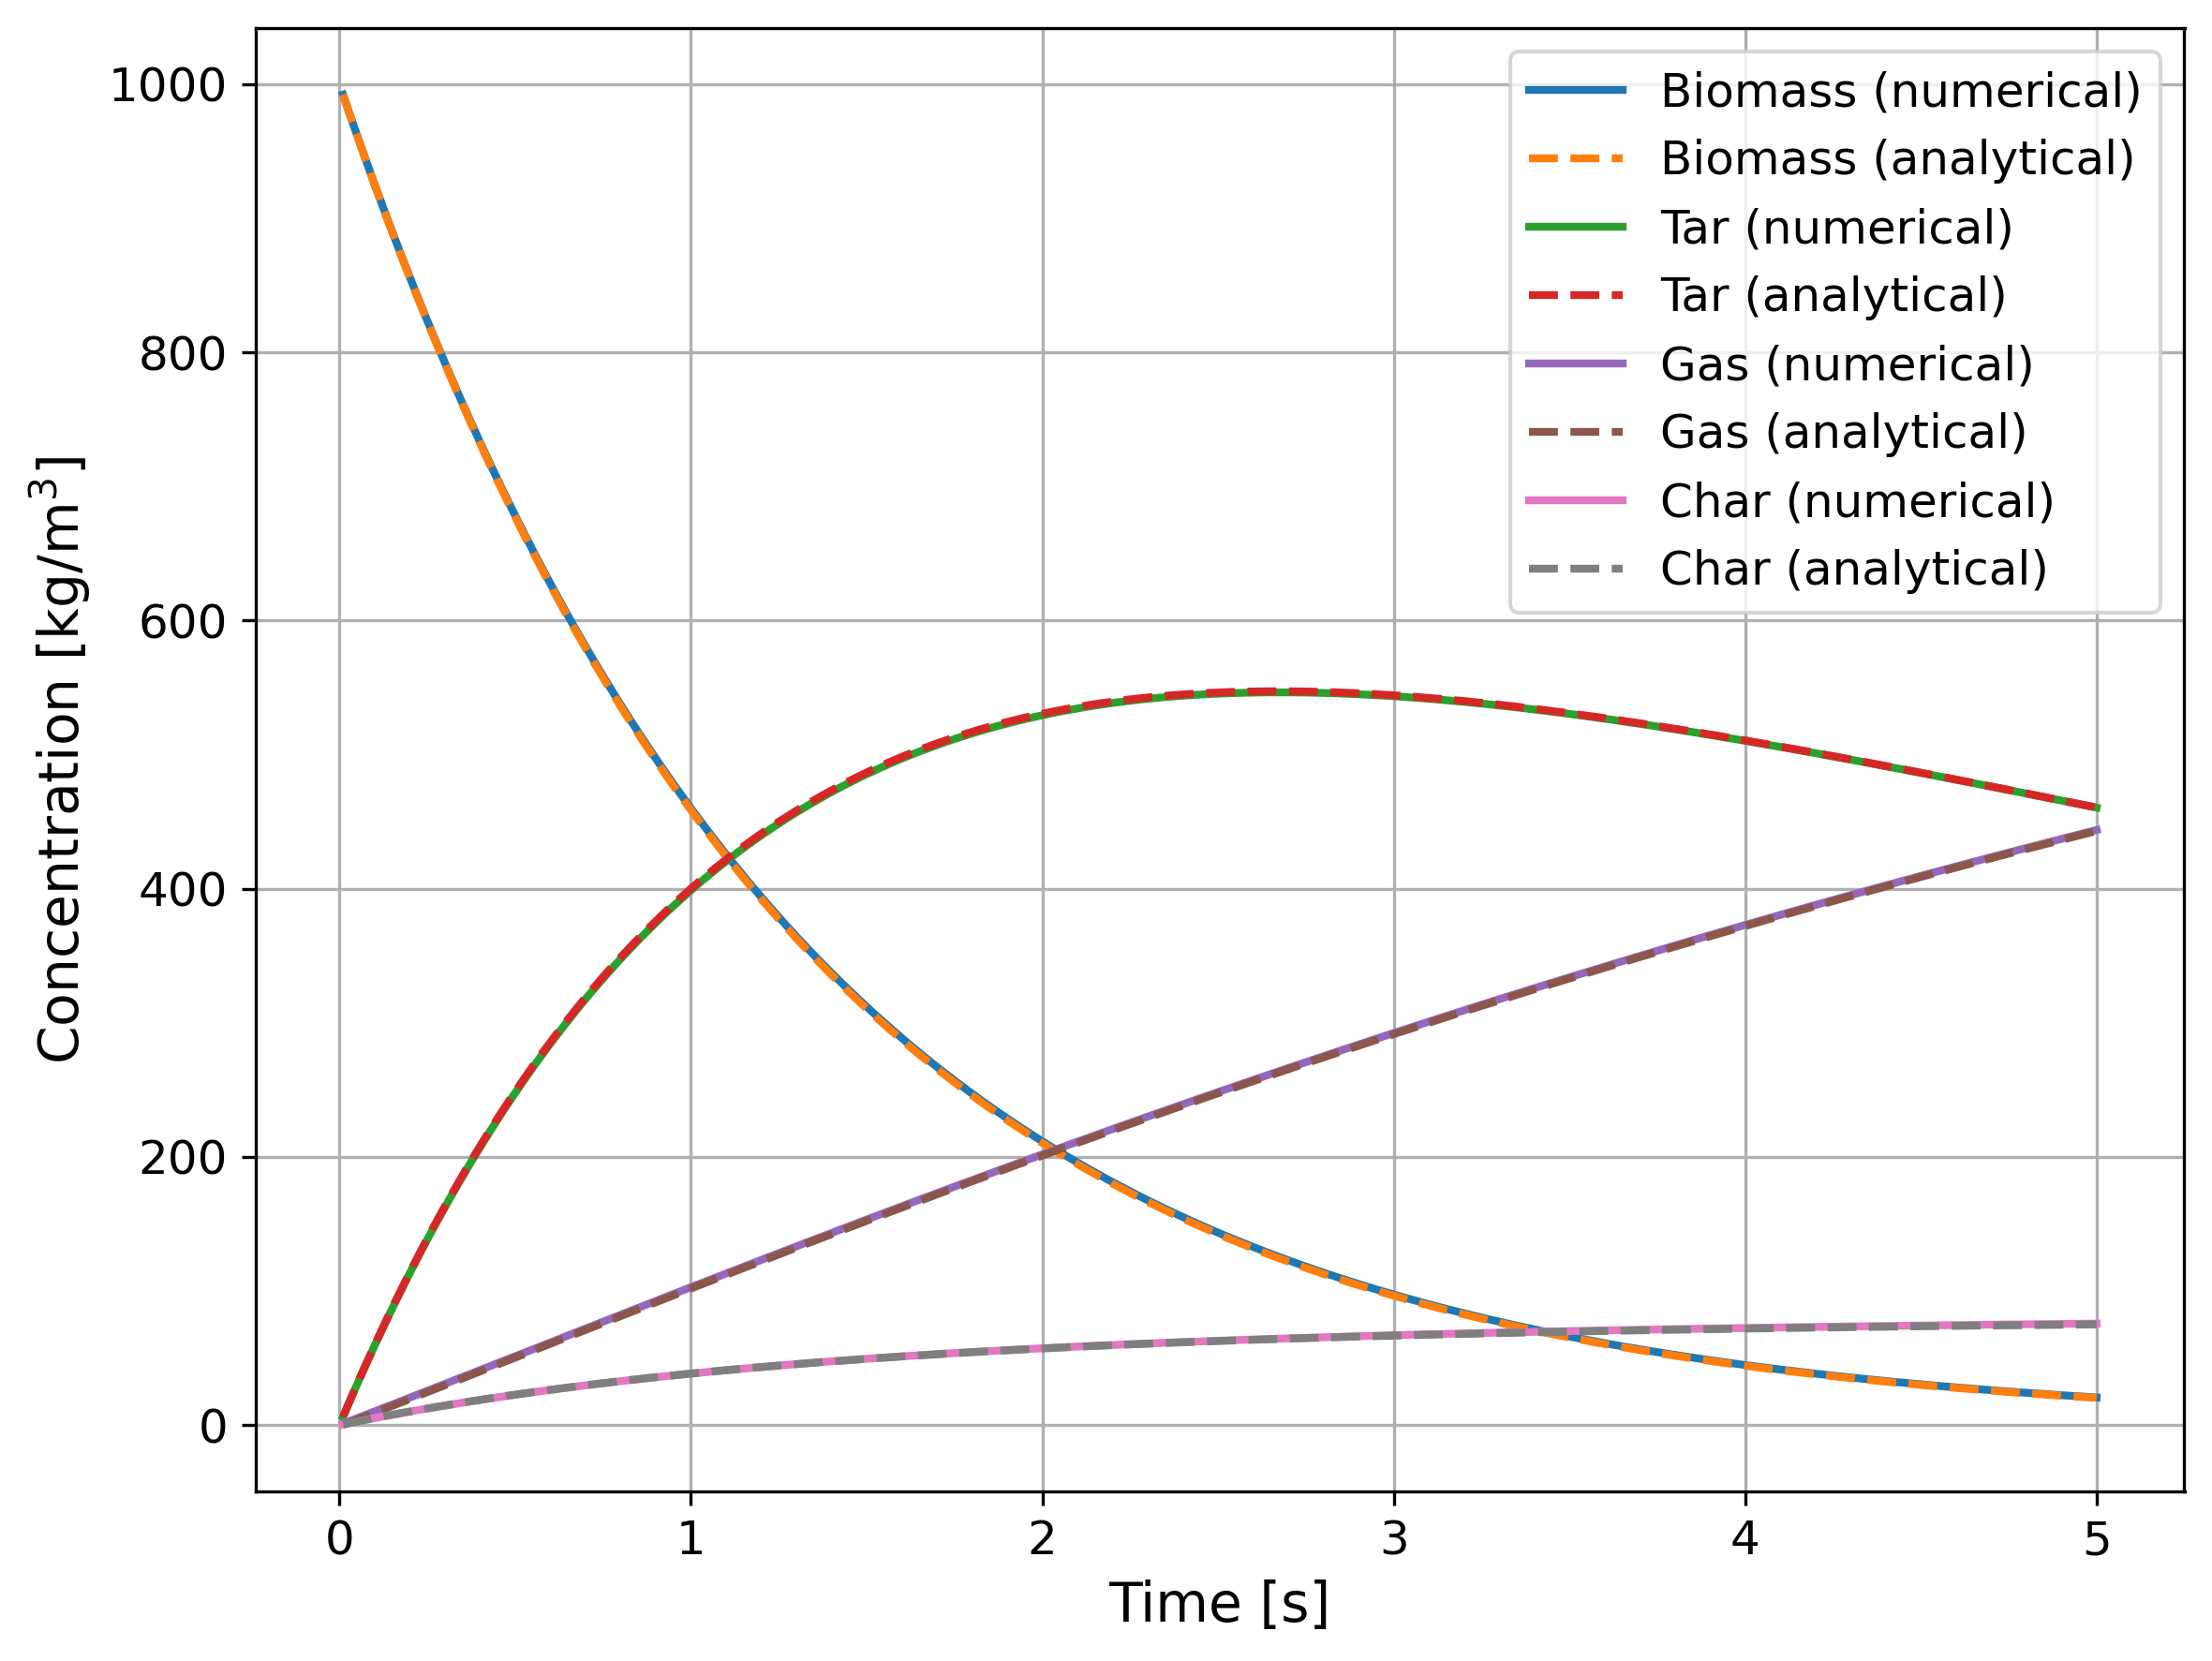 1000
800
600
400
200
0
Concentration [kg/m³]
0 1 2 3 4 5
Time [s]
Biomass (numerical)
Biomass (analytical)
Tar (numerical)
Tar (analytical)
Gas (numerical)
Gas (analytical)
Char (numerical)
Char (analytical)